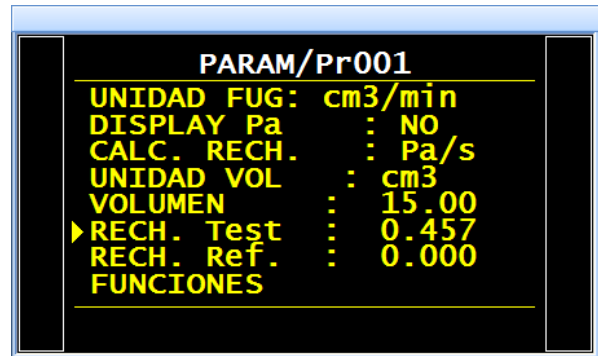 PARAM/Pr001
UNIDAD FUG: cm3/min
DISPLAY Pa : NO
CALC. RECH. : Pa/s
UNIDAD VOL : cm3
VOLUMEN : 15.00
RECH. Test : 0.457
RECH. Ref. : 0.000
FUNCIONES